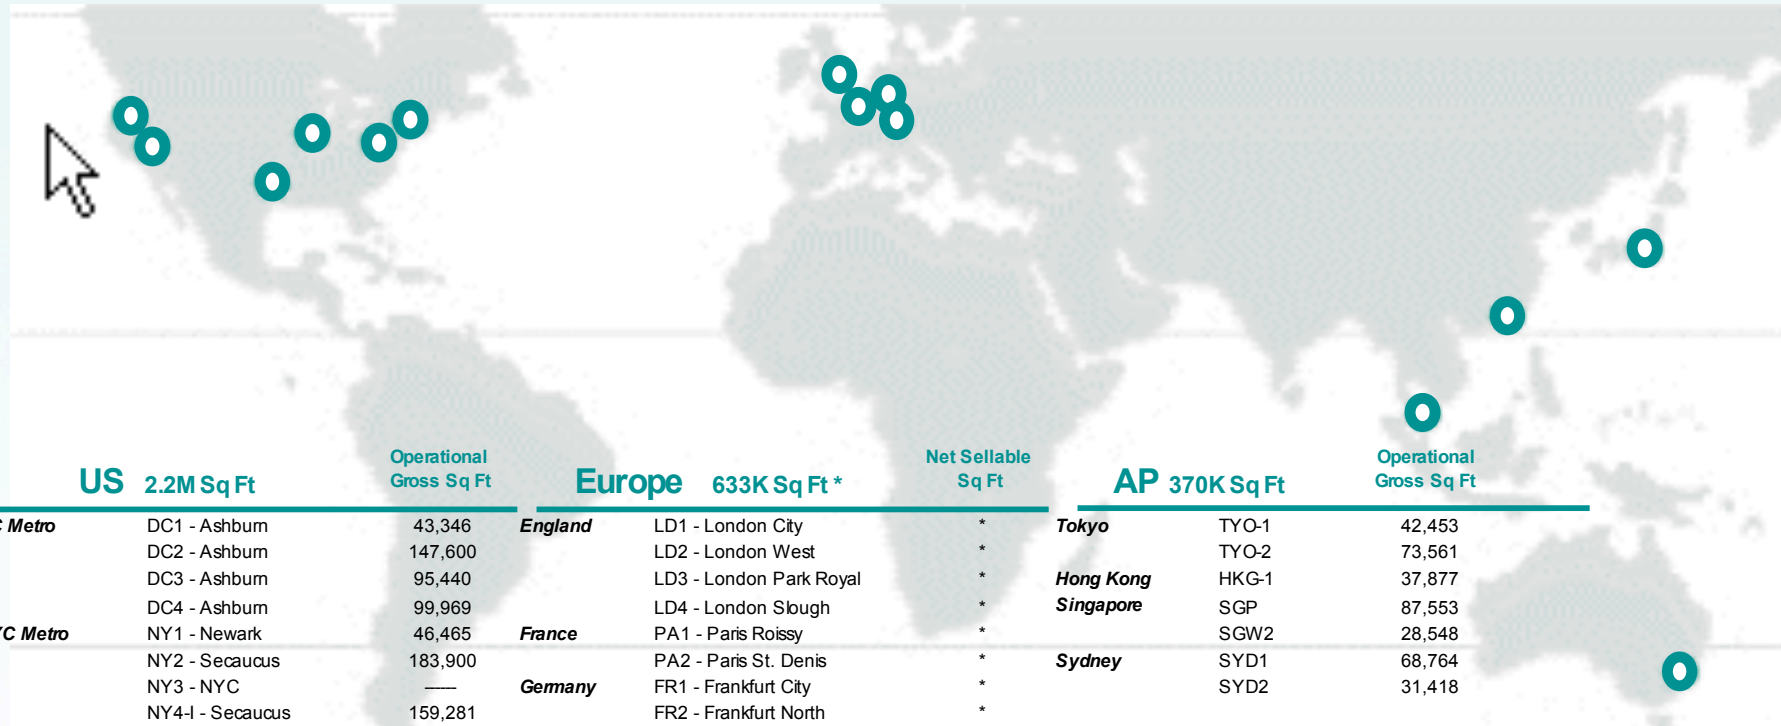 US 2.2M Sq Ft Operational Gross Sq Ft
Europe 633K Sq Ft * Net Sellable Sq Ft
AP 370K Sq Ft Operational Gross Sq Ft
C Metro DC1 - Ashburn 43,346
DC2 - Ashburn 147,600
DC3 - Ashburn 95,440
DC4 - Ashburn 99,969
YC Metro NY1 - Newark 46,465
NY2 - Secaucus 183,900
NY3 - NYC -----
NY4-I - Secaucus 159,281
England LD1 - London City *
LD2 - London West *
LD3 - London Park Royal *
LD4 - London Slough *
France PA1 - Paris Roissy *
PA2 - Paris St. Denis *
Germany FR1 - Frankfurt City *
FR2 - Frankfurt North *
Tokyo TYO-1 42,453
TYO-2 73,561
Hong Kong HKG-1 37,877
Singapore SGP 87,553
SGW2 28,548
Sydney SYD1 68,764
SYD2 31,418